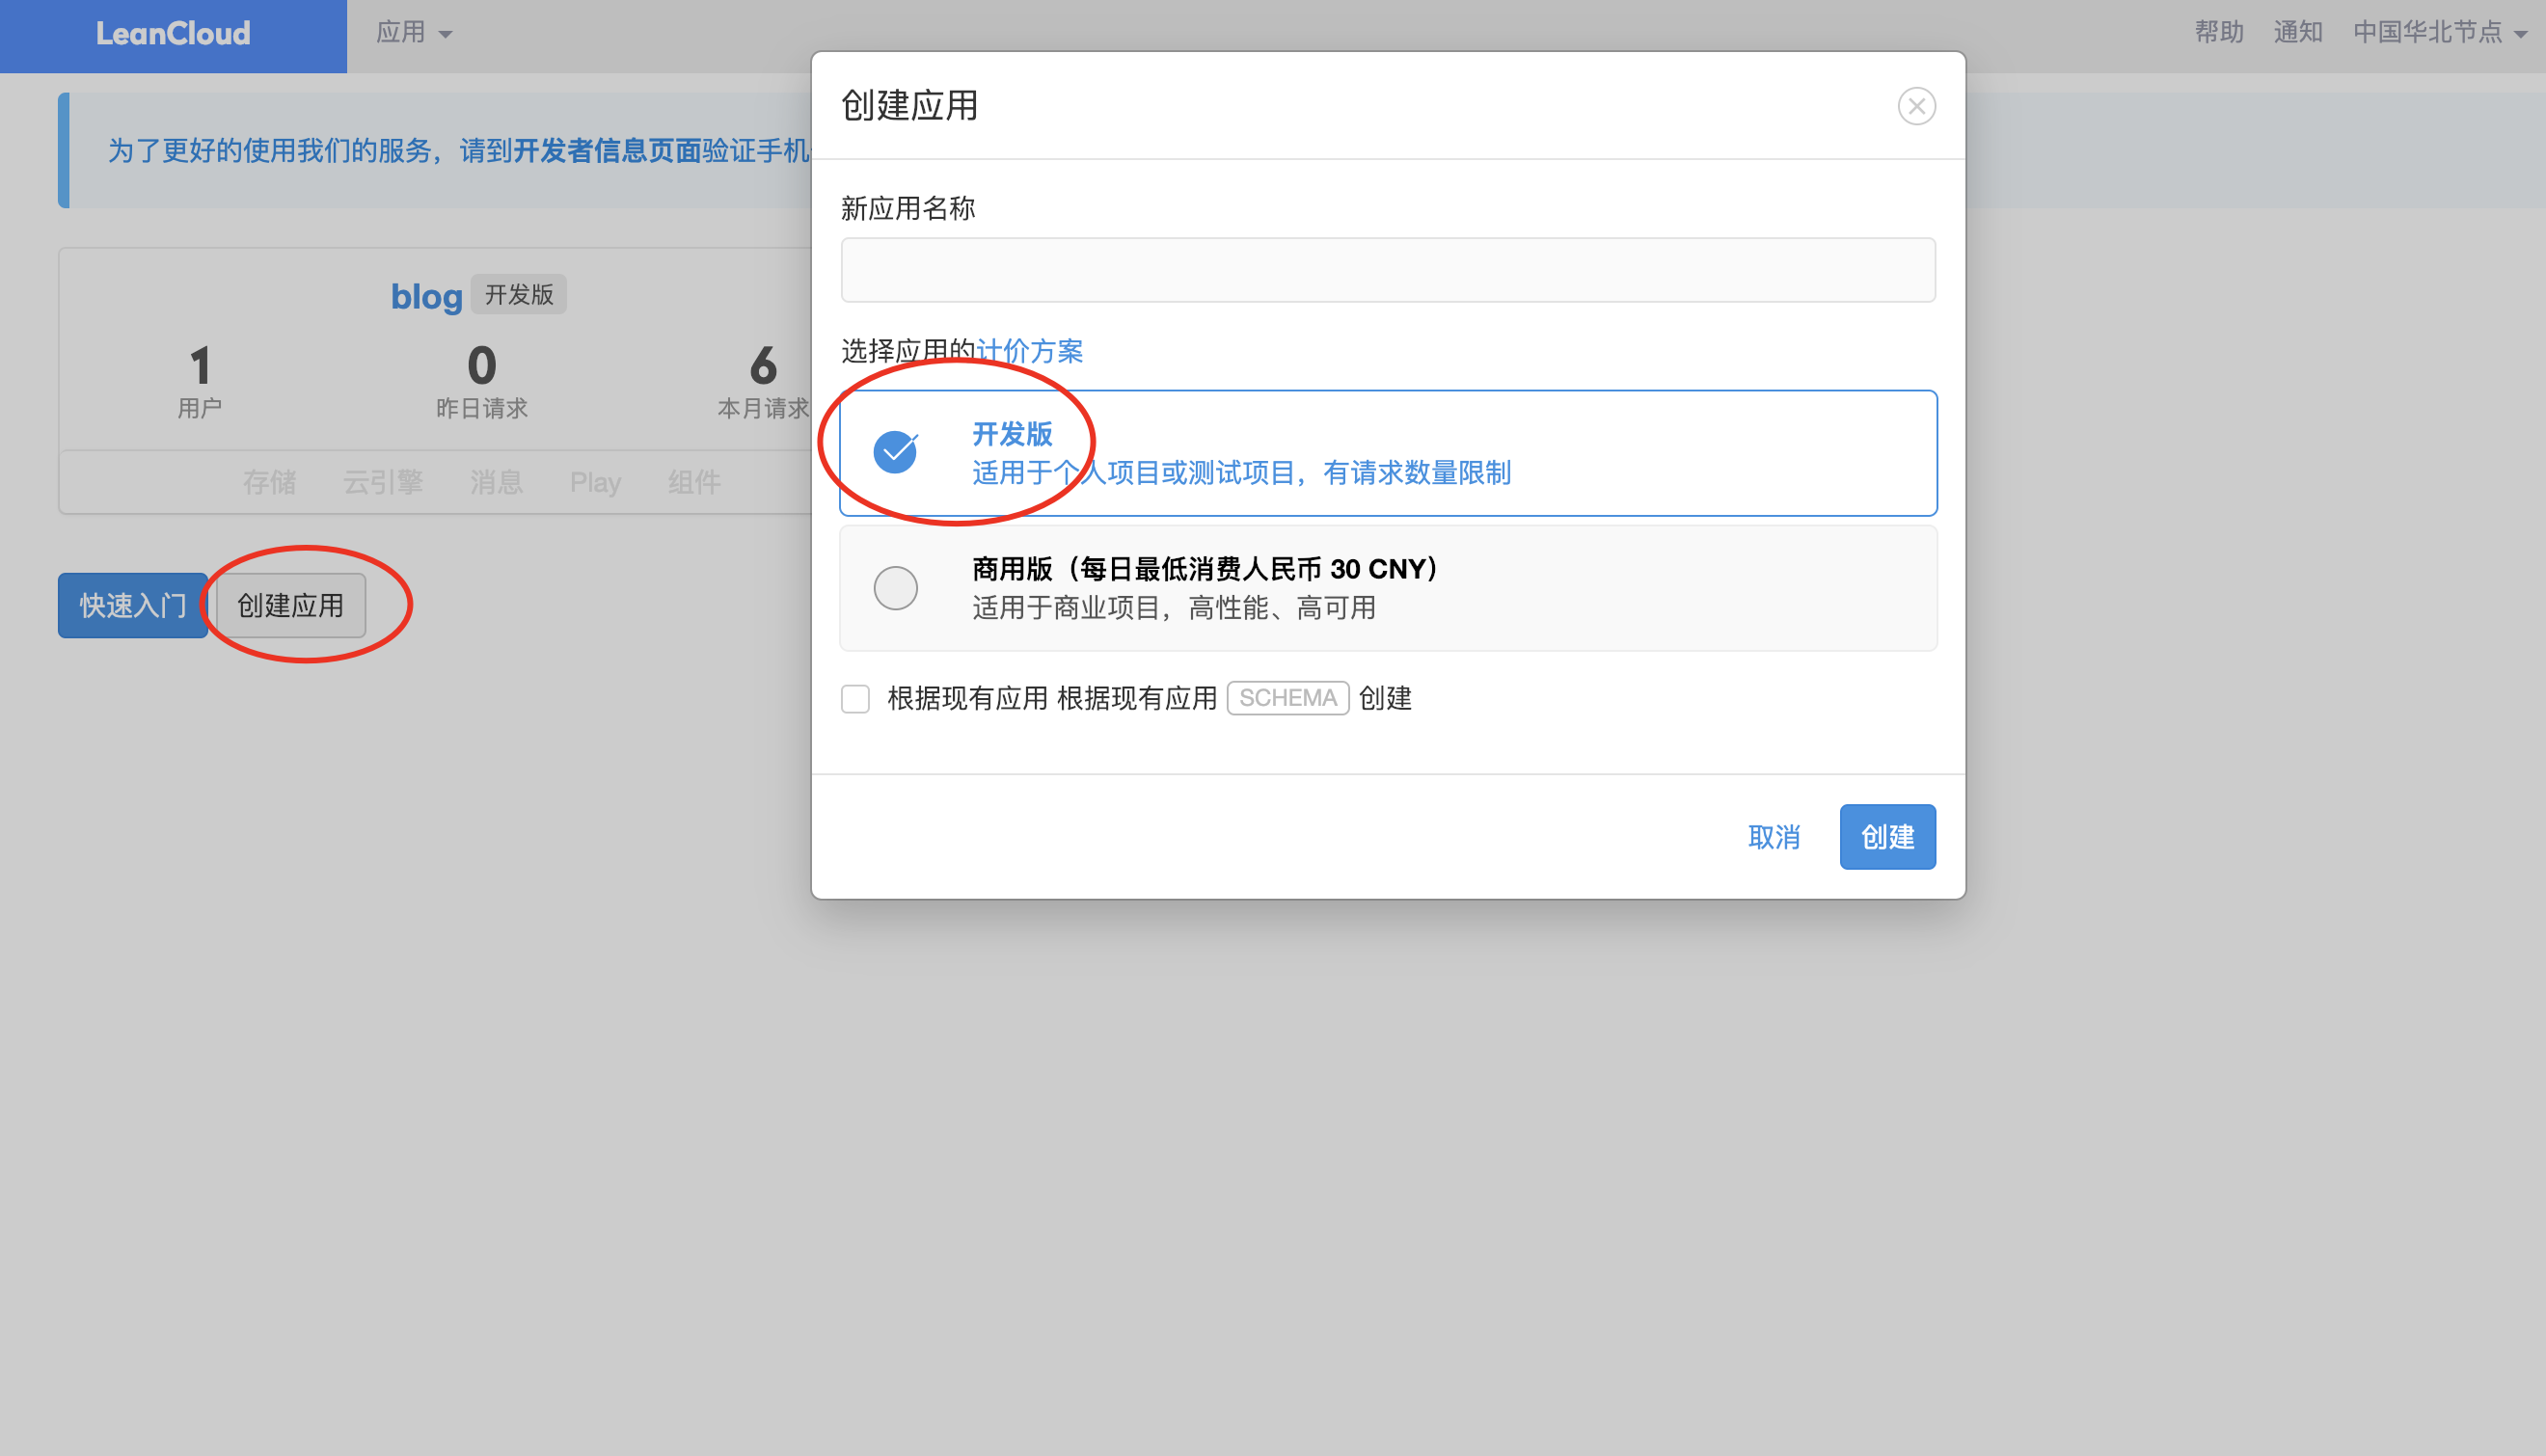 LeanCloud
应用
帮助 通知 中国华北节点
为了更好的使用我们的服务，请到开发者信息页面验证手机
blog 开发版
1 0 6
用户 昨日请求 本月请求
存储 云引擎 消息 Play 组件
快速入门 创建应用
创建应用
新应用名称
选择应用的计价方案
开发版
适用于个人项目或测试项目，有请求数量限制
商用版（每日最低消费人民币 30 CNY）
适用于商业项目，高性能、高可用
根据现有应用 根据现有应用 SCHEMA 创建
取消 创建